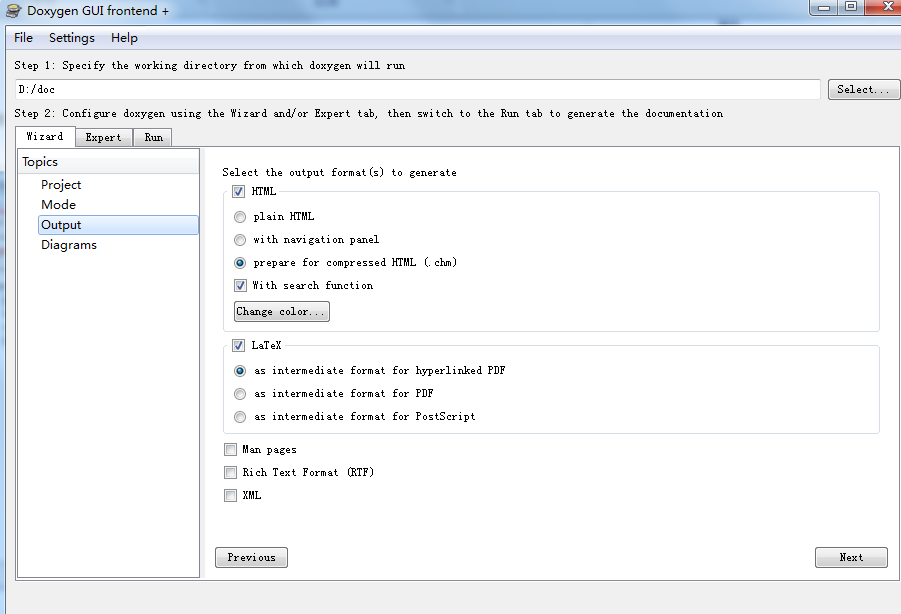 Doxygen GUI frontend +
File Settings Help
Step 1: Specify the working directory from which doxygen will run
D:/doc
Select...
Step 2: Configure doxygen using the Wizard and/or Expert tab, then switch to the Run tab to generate the documentation
Wizard Expert Run
Topics
Project
Mode
Output
Diagrams
Select the output format(s) to generate
HTML
plain HTML
with navigation panel
prepare for compressed HTML (.chm)
With search function
Change color...
LaTeX
as intermediate format for hyperlinked PDF
as intermediate format for PDF
as intermediate format for PostScript
Man pages
Rich Text Format (RTF)
XML
Previous
Next